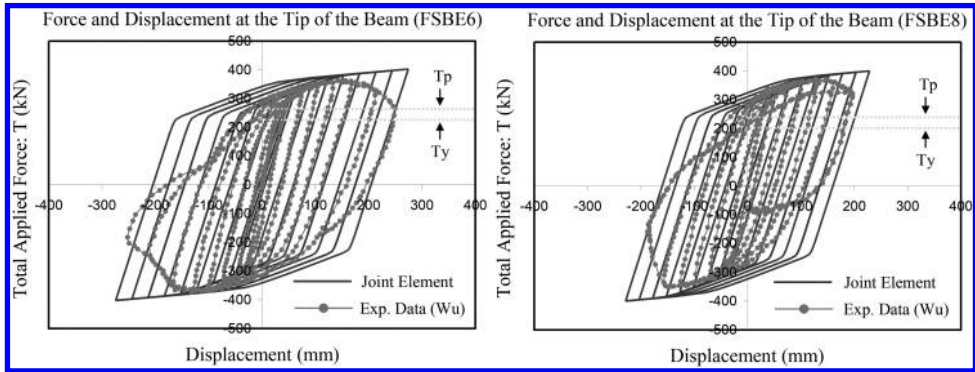 Force and Displacement at the Tip of the Beam (FSBE6)
Total Applied Force: T (kN)
500
400
300
200
100
0
-100
-200
-300
-400
-500
-400 -300 -200 -100 0 100 200 300 400
Tp
Ty
Joint Element
Exp. Data (Wu)
Displacement (mm)
Force and Displacement at the Tip of the Beam (FSBE8)
Total Applied Force: T (kN)
500
400
300
200
100
0
-100
-200
-300
-400
-500
-400 -300 -200 -100 0 100 200 300 400
Tp
Ty
Joint Element
Exp. Data (Wu)
Displacement (mm)